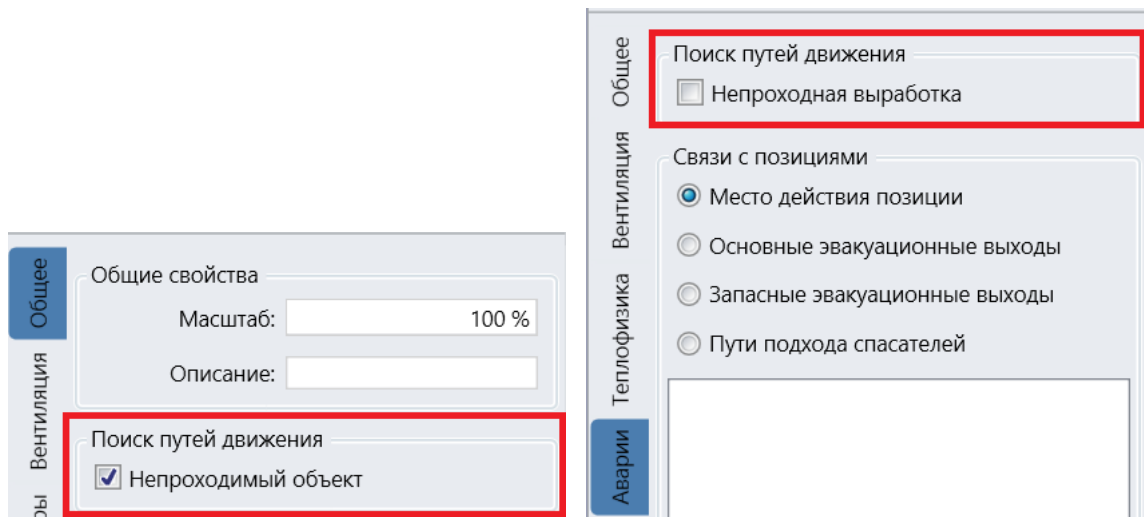 Общее
Вентиляция
ры
Общие свойства
Масштаб:
100 %
Описание:
Поиск путей движения
Непроходимый объект
Общее
Вентиляция
Теплофизика
Аварии
Поиск путей движения
Непроходная выработка
Связи с позициями
Место действия позиции
Основные эвакуационные выходы
Запасные эвакуационные выходы
Пути подхода спасателей